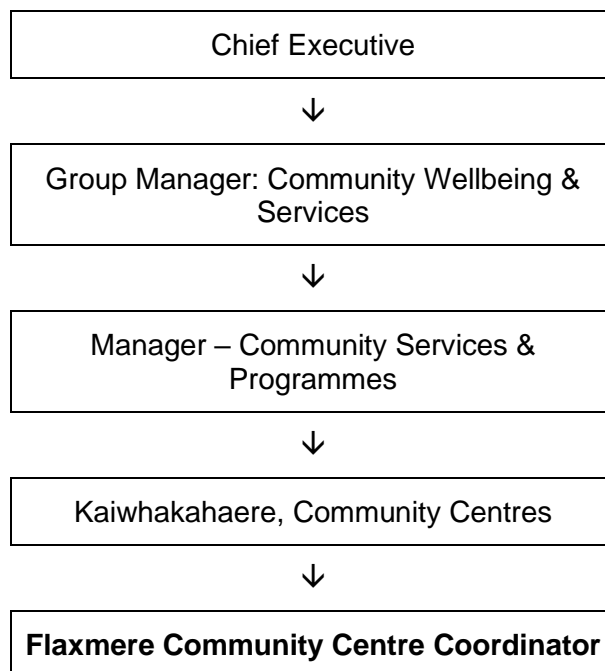 Chief Executive
↓
Group Manager: Community Wellbeing &
Services
↓
Manager – Community Services &
Programmes
↓
Kaiwhakahaere, Community Centres
↓
Flaxmere Community Centre Coordinator